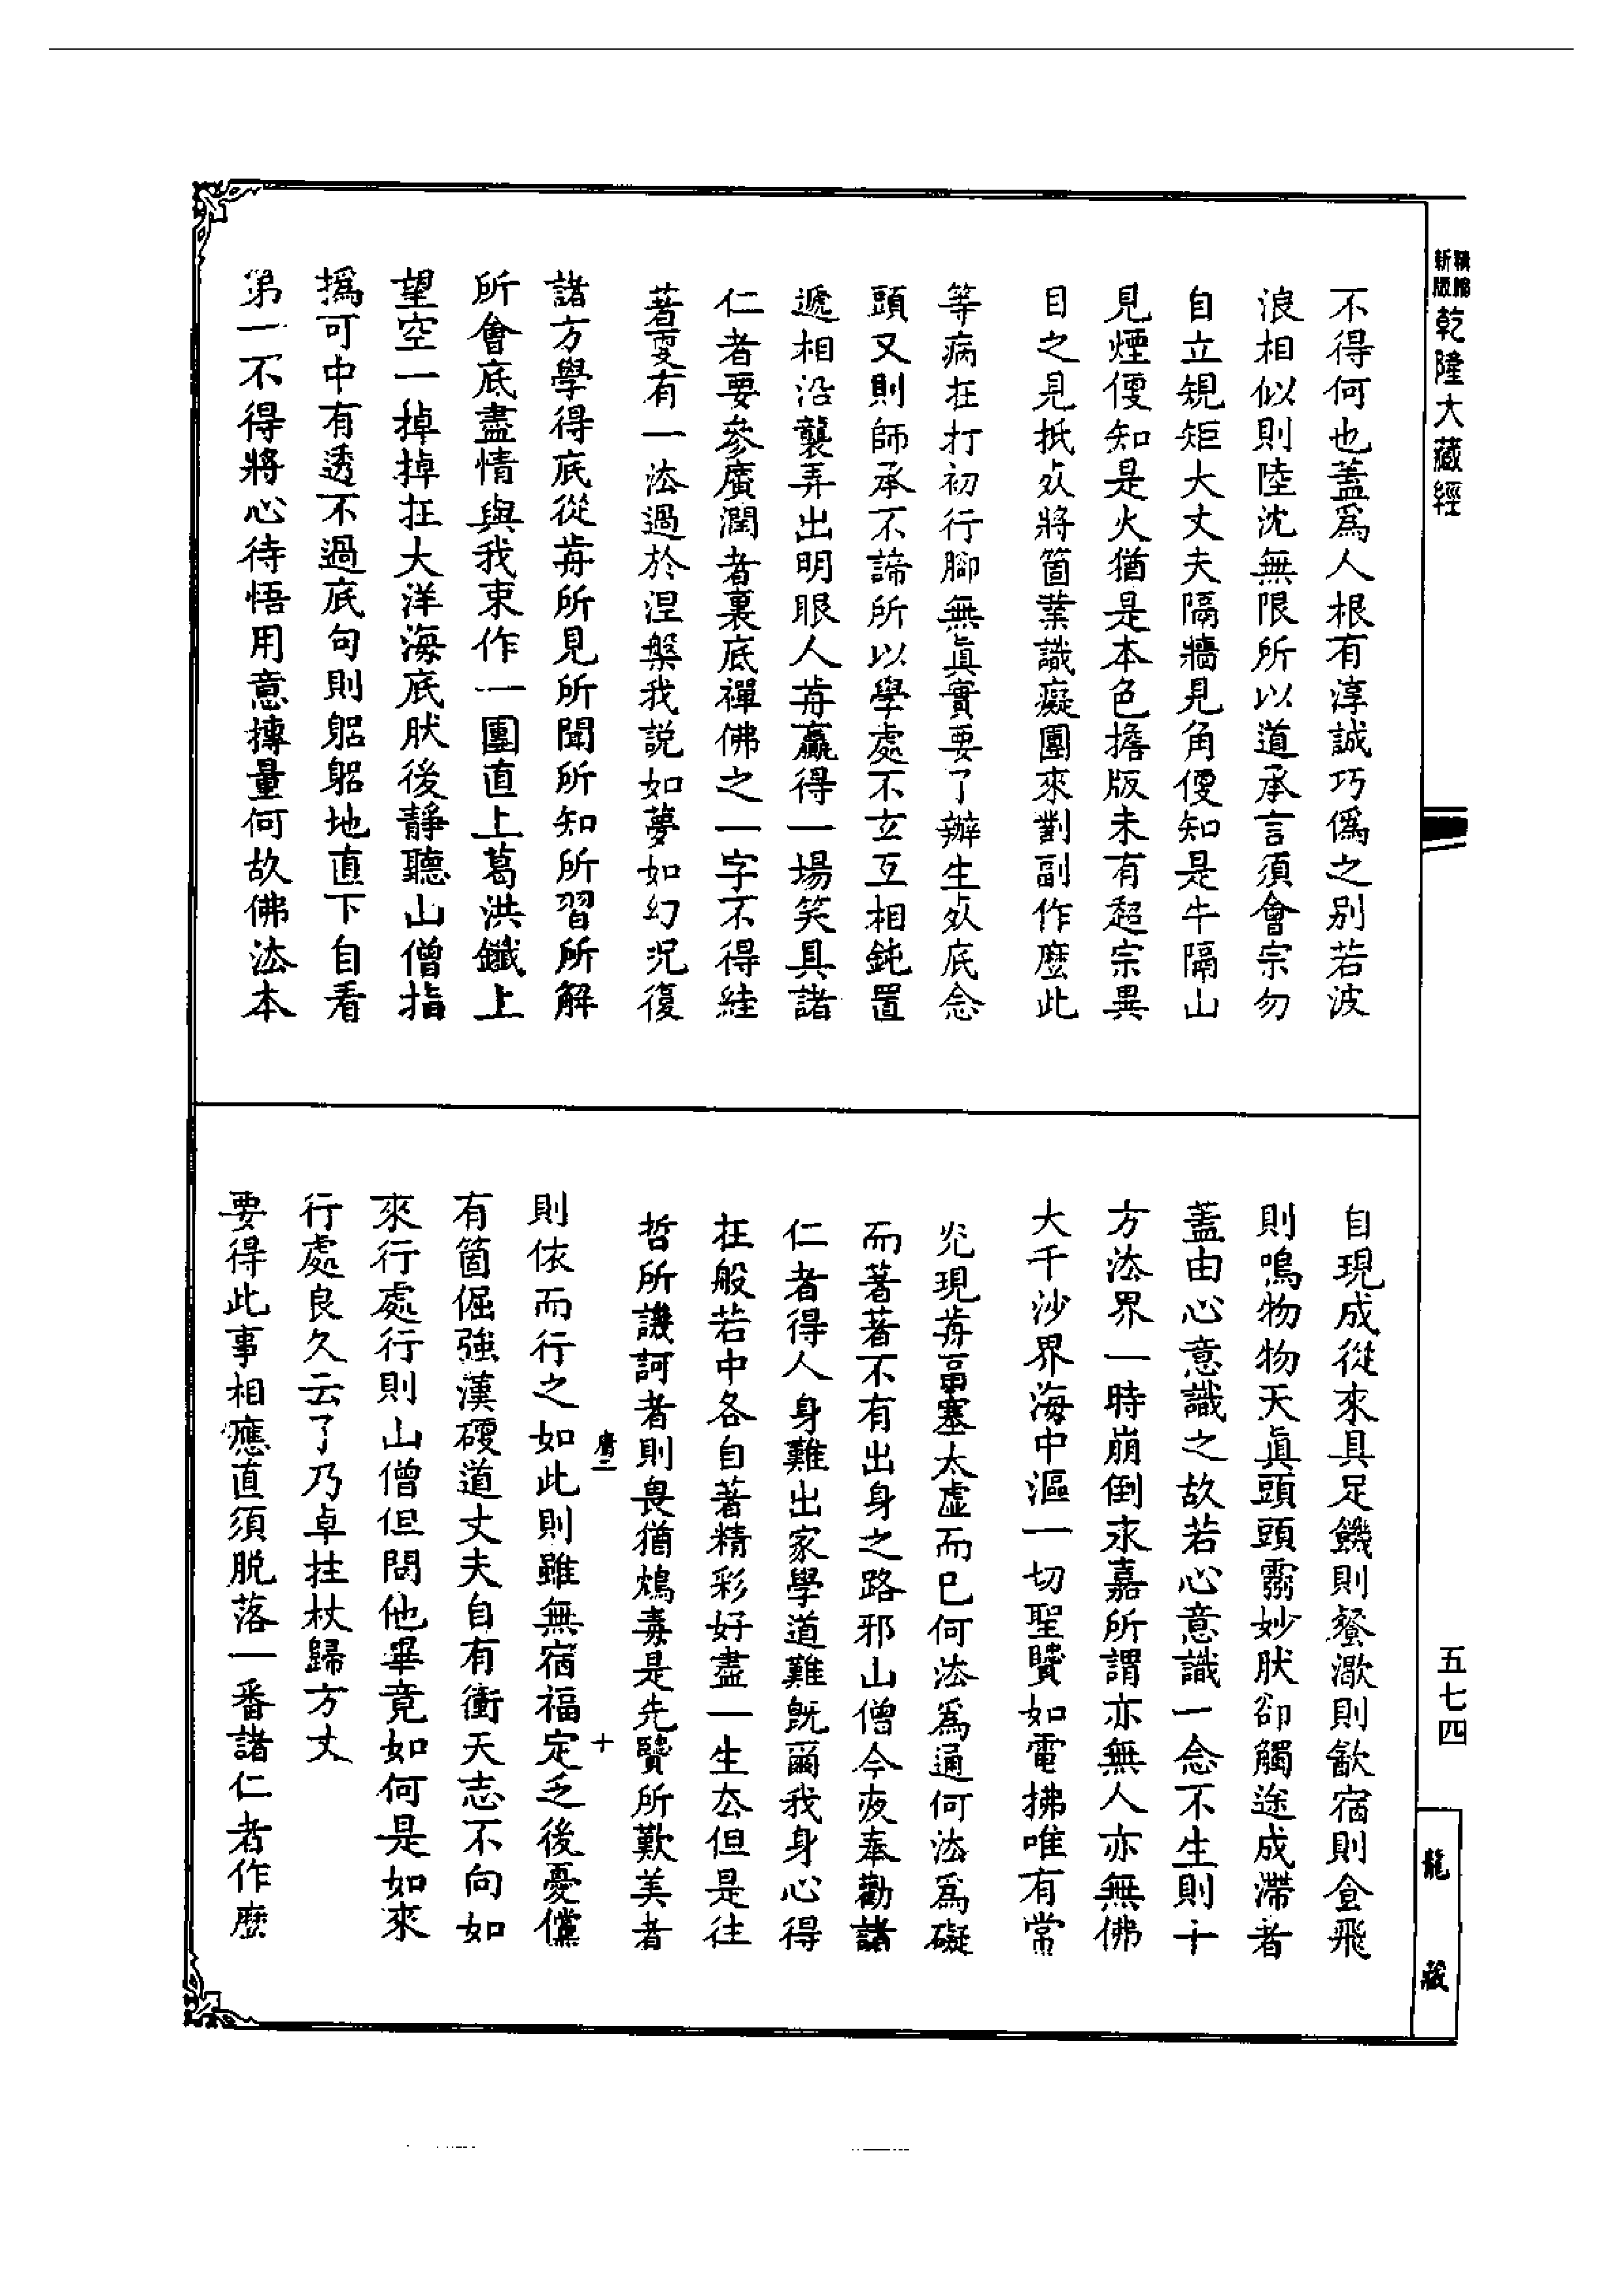 新版
乾隆大藏經
不得何也蓋爲人根有淳誠巧僞之別若波
浪相似則陸沈無限所以道承言須會宗勿
自立規矩大丈夫隔牆見角便知是牛隔山
見煙便知是火猶是本色擔版未有超宗異
目之見抵死將箇業識癡團來對副作麼此
等病在打初行腳無眞實要了辦生死底念
頭又則師承不諦所以學處不玄互相鈍置
遞相沿襲弄出明眼人前贏得一場笑具諸
仁者要參廣潤者裏底禪佛之一字不得絓
著更有一法過於涅槃我說如夢如幻況復
諸方學得底從前所見所聞所知所習所解
所會底盡情與我束作一團直上葛洪鑯上
望空一掉掉在大洋海底然後靜聽山僧指
撝可中有透不過底句則躬躬地直下自看
第一不得將心待悟用意摶量何故佛法本
自現成從來具足饑則餐渴則飲宿則食飛
則鳴物物天眞頭頭露妙然卻觸途成滯者
蓋由心意識之故若心意識一念不生則十
方法界一時崩倒永嘉所謂亦無人亦無佛
大千沙界海中漚一切聖賢如電拂唯有常
光現前畐塞太虛而已何法爲通何法爲礙
而著著不有出身之路邪山僧今夜奉勸諸
仁者得人身難出家學道難既爾我身心得
在般若中各自著精彩好盡一生去但是往
哲所譏訶者則畏猶鴆毒是先賢所歎美者
則依而行之如此則雖無宿福定乏後憂儻
有箇倔強漢硬道丈夫自有衝天志不向如
來行處行則山僧但問他畢竟如何是如來
行處良久云了乃卓拄杖歸方丈
要得此事相應直須脫落一番諸仁者作麼
十
五七四
龍藏